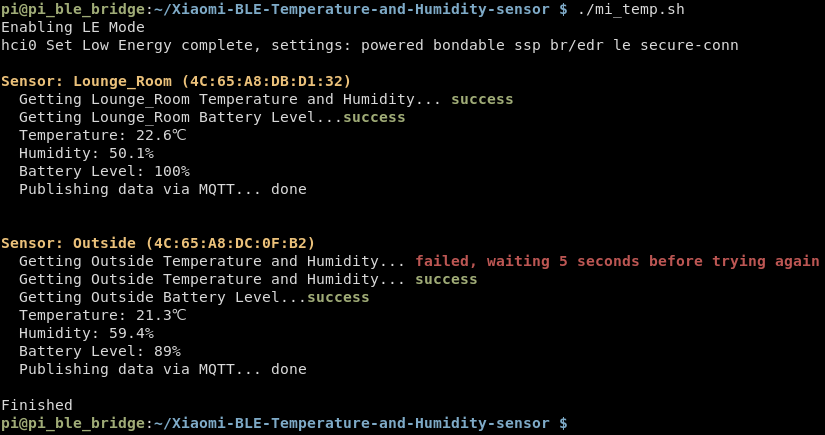 pi@pi_ble_bridge:~/Xiaomi-BLE-Temperature-and-Humidity-sensor $ ./mi_temp.sh
Enabling LE Mode
hci0 Set Low Energy complete, settings: powered bondable ssp br/edr le secure-conn
Sensor: Lounge_Room (4C:65:A8:DB:D1:32)
Getting Lounge_Room Temperature and Humidity... success
Getting Lounge_Room Battery Level...success
Temperature: 22.6℃
Humidity: 50.1%
Battery Level: 100%
Publishing data via MQTT... done
Sensor: Outside (4C:65:A8:DC:0F:B2)
Getting Outside Temperature and Humidity... failed, waiting 5 seconds before trying again
Getting Outside Temperature and Humidity... success
Getting Outside Battery Level...success
Temperature: 21.3℃
Humidity: 59.4%
Battery Level: 89%
Publishing data via MQTT... done
Finished
pi@pi_ble_bridge:~/Xiaomi-BLE-Temperature-and-Humidity-sensor $